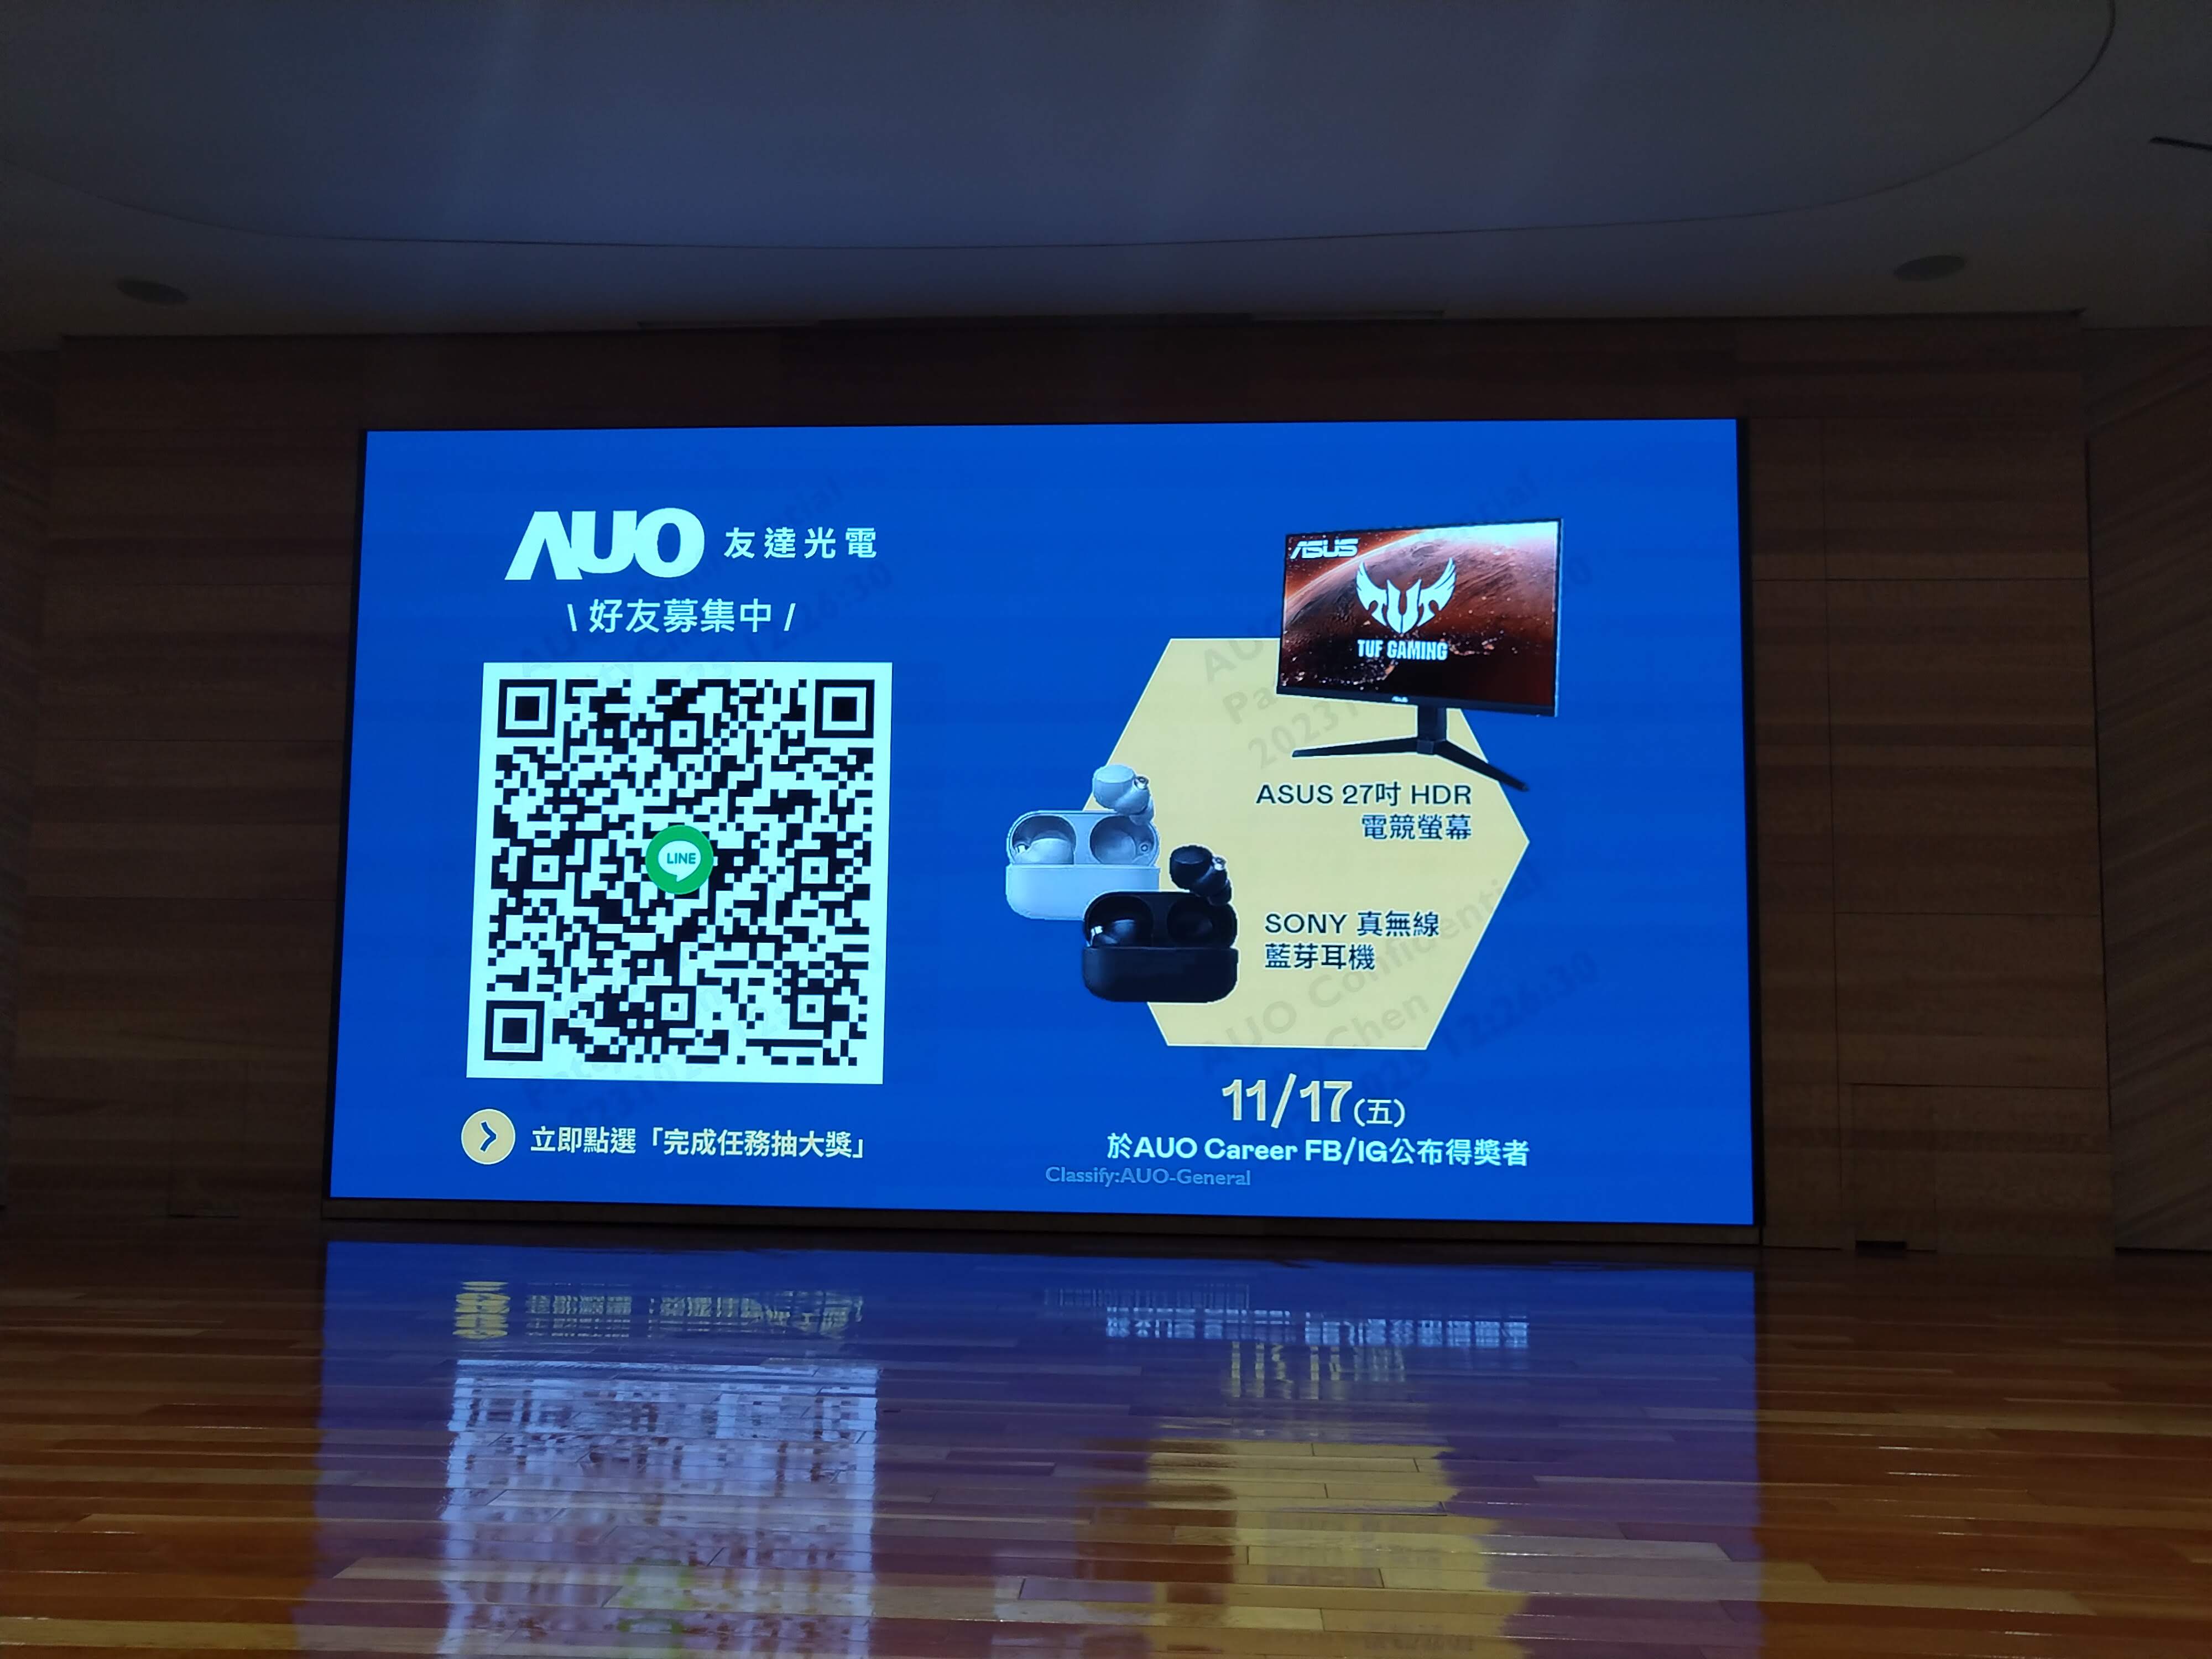 AUO 友達光電
\ 好友募集中 /
LINE
立即點選「完成任務抽大獎」
ASUS
TUF GAMING
ASUS 27吋 HDR
電競螢幕
SONY 真無線
藍芽耳機
11/17(五)
於AUO Career FB/IG公布得獎者
Classify:AUO-General
AUO Confidential